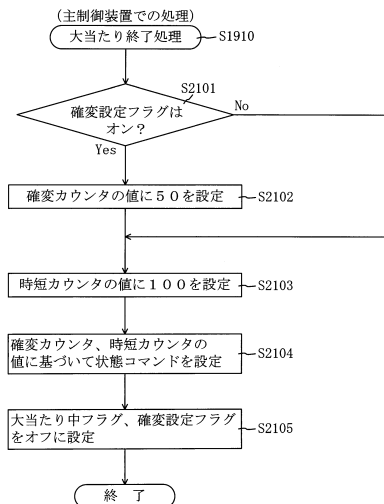 (主制御装置での処理)
大当たり終了処理
S1910
S2101
確変設定フラグは
オン？
No
Yes
確変カウンタの値に５０を設定
S2102
時短カウンタの値に１００を設定
S2103
確変カウンタ、時短カウンタの
値に基づいて状態コマンドを設定
S2104
大当たり中フラグ、確変設定フラグ
をオフに設定
S2105
終 了